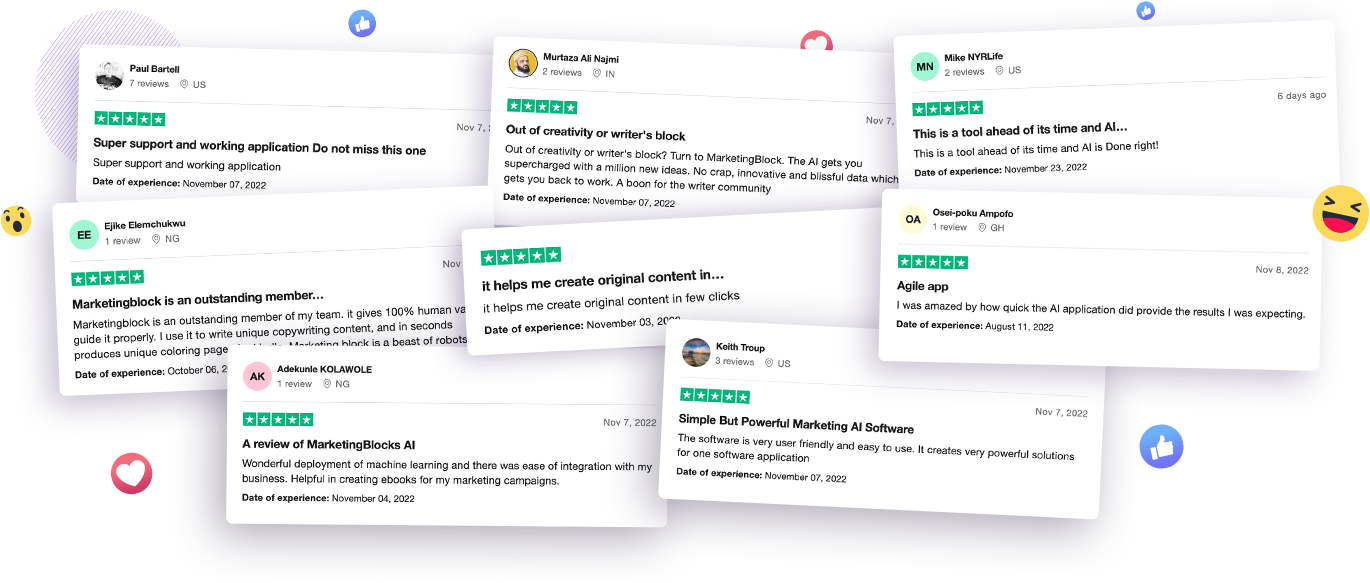 Paul Bartell
7 reviews US
Nov 7,
Super support and working application Do not miss this one
Super support and working application
Date of experience: November 07, 2022
Murtaza Ali Najmi
2 reviews IN
Nov 7,
Out of creativity or writer's block
Out of creativity or writer's block? Turn to MarketingBlock. The AI gets you
supercharged with a million new ideas. No crap, innovative and blissful data which
gets you back to work. A boon for the writer community
Date of experience: November 07, 2022
MN
Mike NYRLife
2 reviews US
6 days ago
This is a tool ahead of its time and AI…
This is a tool ahead of its time and AI is Done right!
Date of experience: November 23, 2022
EE
Ejike Elemchukwu
1 review NG
Nov
Marketingblock is an outstanding member…
Marketingblock is an outstanding member of my team. it gives 100% human va
guide it properly. I use it to write unique copywriting content, and in seconds
produces unique coloring page Marketing block is a beast of robots
Date of experience: October 06,
it helps me create original content in…
it helps me create original content in few clicks
Date of experience: November 03, 2022
OA
Osei-poku Ampofo
1 review GH
Nov 8, 2022
Agile app
I was amazed by how quick the AI application did provide the results I was expecting.
Date of experience: August 11, 2022
AK
Adekunle KOLAWOLE
1 review NG
Nov 7, 2022
A review of MarketingBlocks AI
Wonderful deployment of machine learning and there was ease of integration with my
business. Helpful in creating ebooks for my marketing campaigns.
Date of experience: November 04, 2022
Keith Troup
3 reviews US
Nov 7, 2022
Simple But Powerful Marketing AI Software
The software is very user friendly and easy to use. It creates very powerful solutions
for one software application
Date of experience: November 07, 2022